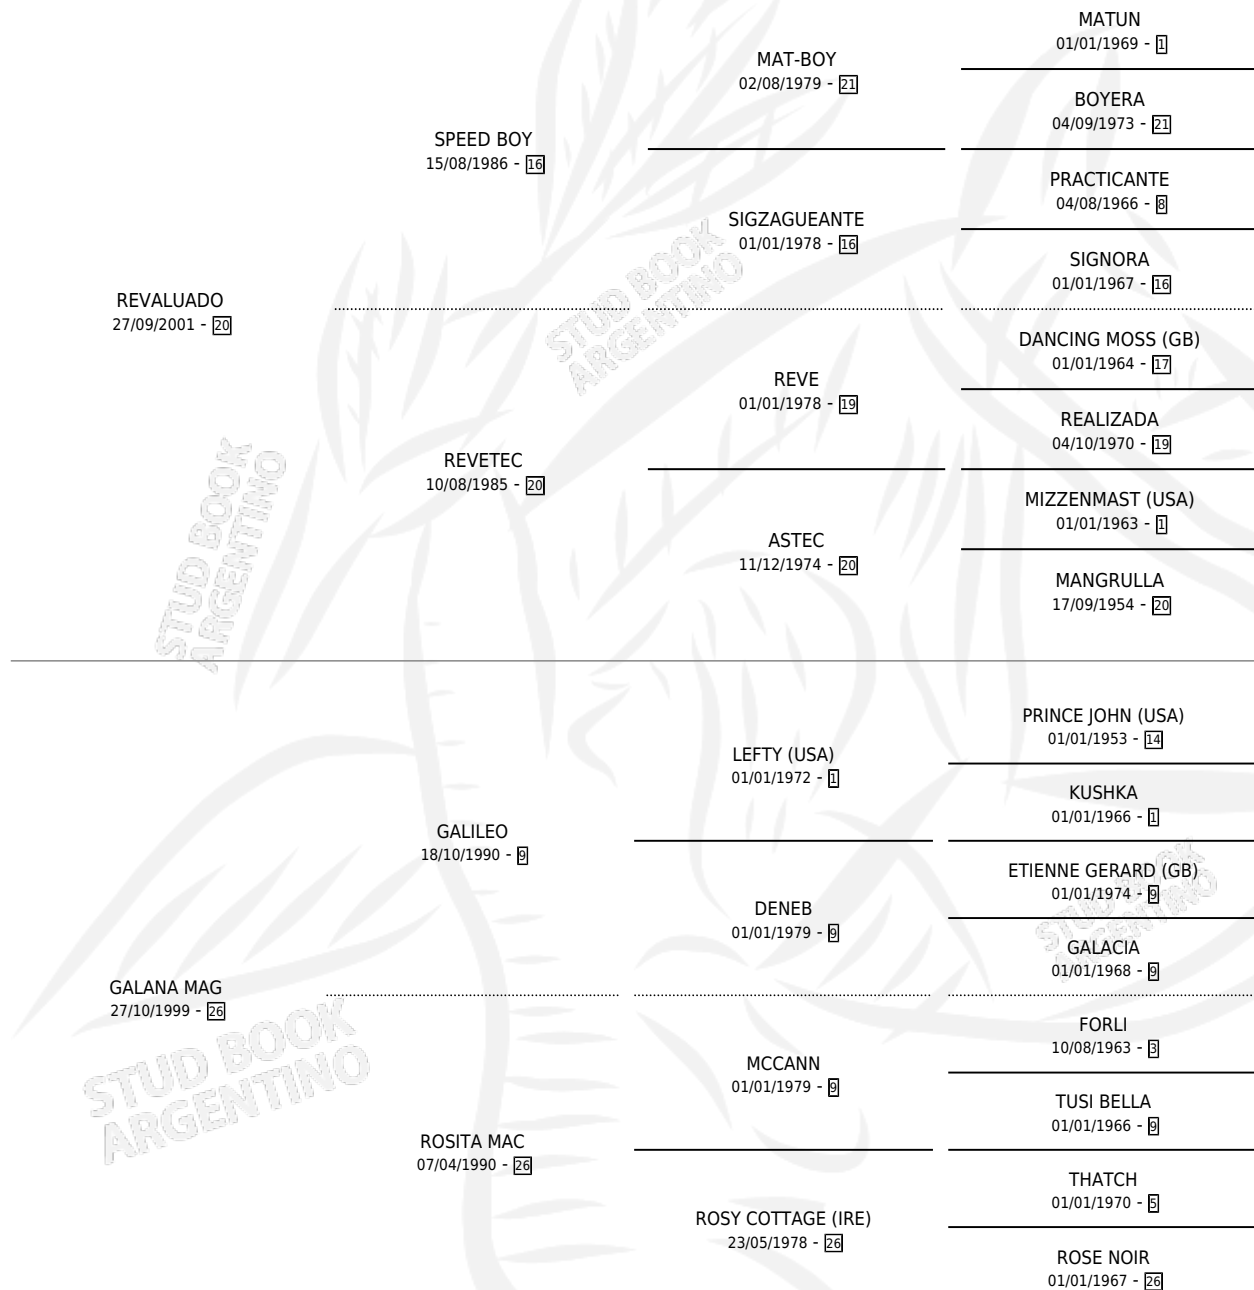 MATUN
01/01/1969 - 1
MAT-BOY
02/08/1979 - 21
BOYERA
04/09/1973 - 21
SPEED BOY
15/08/1986 - 16
PRACTICANTE
04/08/1966 - 8
SIGZAGUEANTE
01/01/1978 - 16
SIGNORA
01/01/1967 - 16
STUD BOOK
ARGENTINO
REVALUADO
27/09/2001 - 20
DANCING MOSS (GB)
01/01/1964 - 17
REVE
01/01/1978 - 19
REALIZADA
04/10/1970 - 19
REVETEC
10/08/1985 - 20
MIZZENMAST (USA)
01/01/1963 - 1
ASTEC
11/12/1974 - 20
MANGRULLA
17/09/1954 - 20
STUD BOOK
ARGENTINO
PRINCE JOHN (USA)
01/01/1953 - 14
LEFTY (USA)
01/01/1972 - 1
KUSHKA
01/01/1966 - 1
GALILEO
18/10/1990 - 9
ETIENNE GERARD (GB)
01/01/1974 - 9
DENEB
01/01/1979 - 9
GALACIA
01/01/1968 - 9
STUD BOOK
ARGENTINO
GALANA MAG
27/10/1999 - 26
FORLI
10/08/1963 - 3
MCCANN
01/01/1979 - 9
TUSI BELLA
01/01/1966 - 9
STUD BOOK
ARGENTINO
ROSITA MAC
07/04/1990 - 26
THATCH
01/01/1970 - 5
ROSY COTTAGE (IRE)
23/05/1978 - 26
ROSE NOIR
01/01/1967 - 26